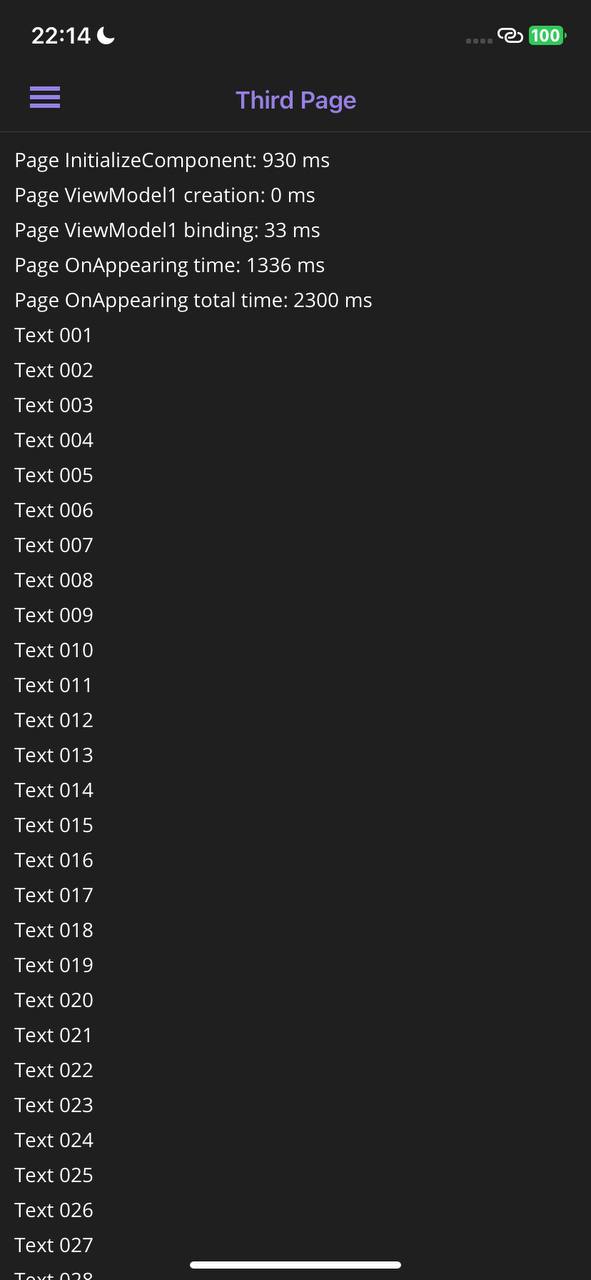 22:14
100
Third Page
Page InitializeComponent: 930 ms
Page ViewModel1 creation: 0 ms
Page ViewModel1 binding: 33 ms
Page OnAppearing time: 1336 ms
Page OnAppearing total time: 2300 ms
Text 001
Text 002
Text 003
Text 004
Text 005
Text 006
Text 007
Text 008
Text 009
Text 010
Text 011
Text 012
Text 013
Text 014
Text 015
Text 016
Text 017
Text 018
Text 019
Text 020
Text 021
Text 022
Text 023
Text 024
Text 025
Text 026
Text 027
Text 028